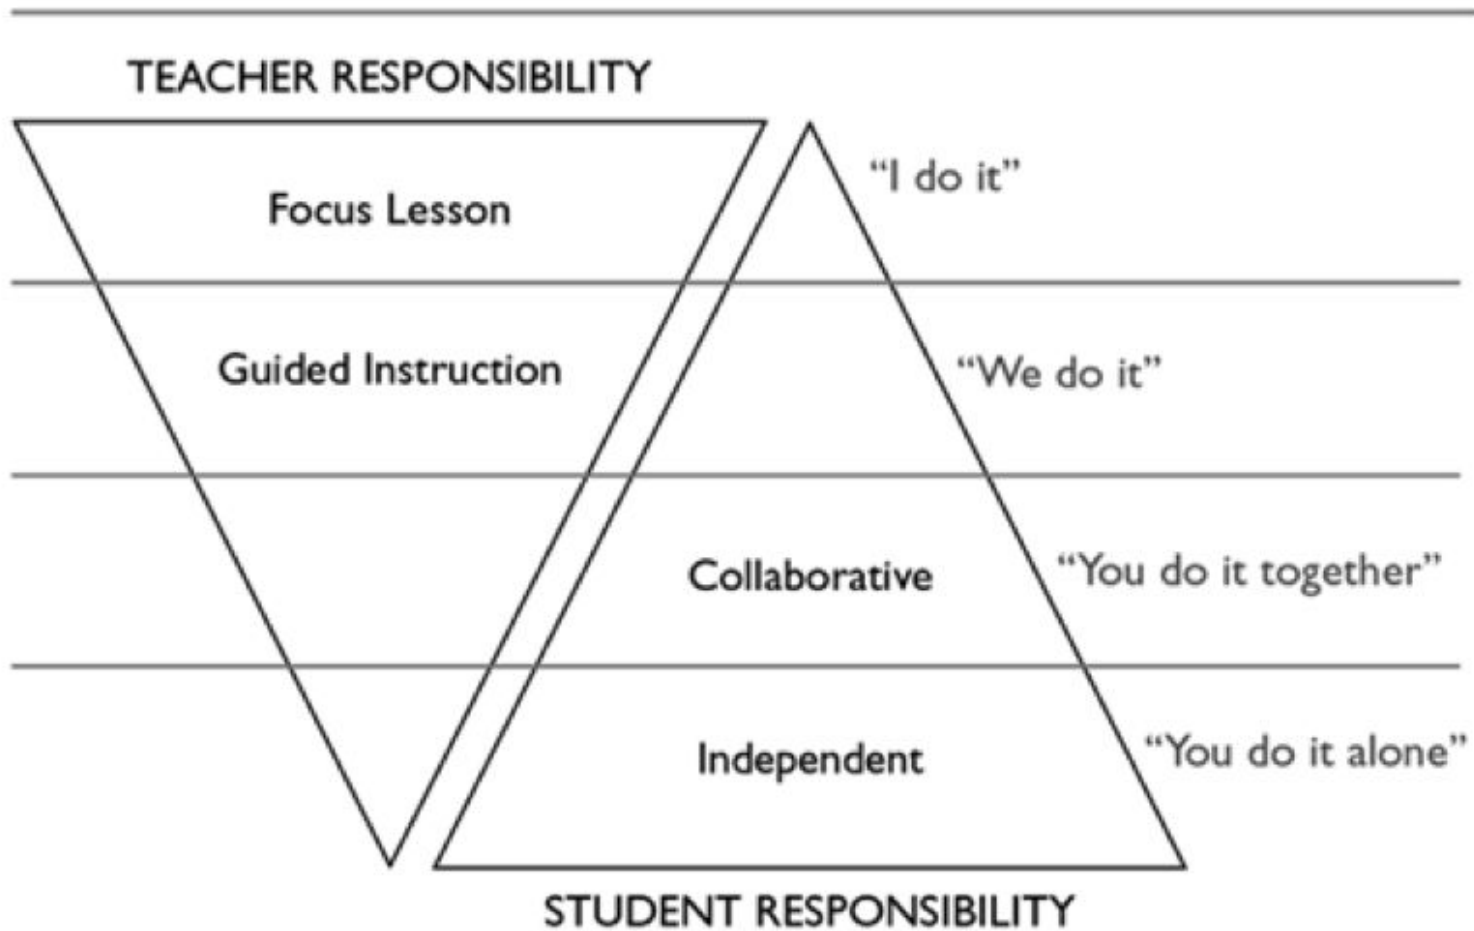 TEACHER RESPONSIBILITY
Focus Lesson
“I do it”
Guided Instruction
“We do it”
Collaborative
“You do it together”
Independent
“You do it alone”
STUDENT RESPONSIBILITY